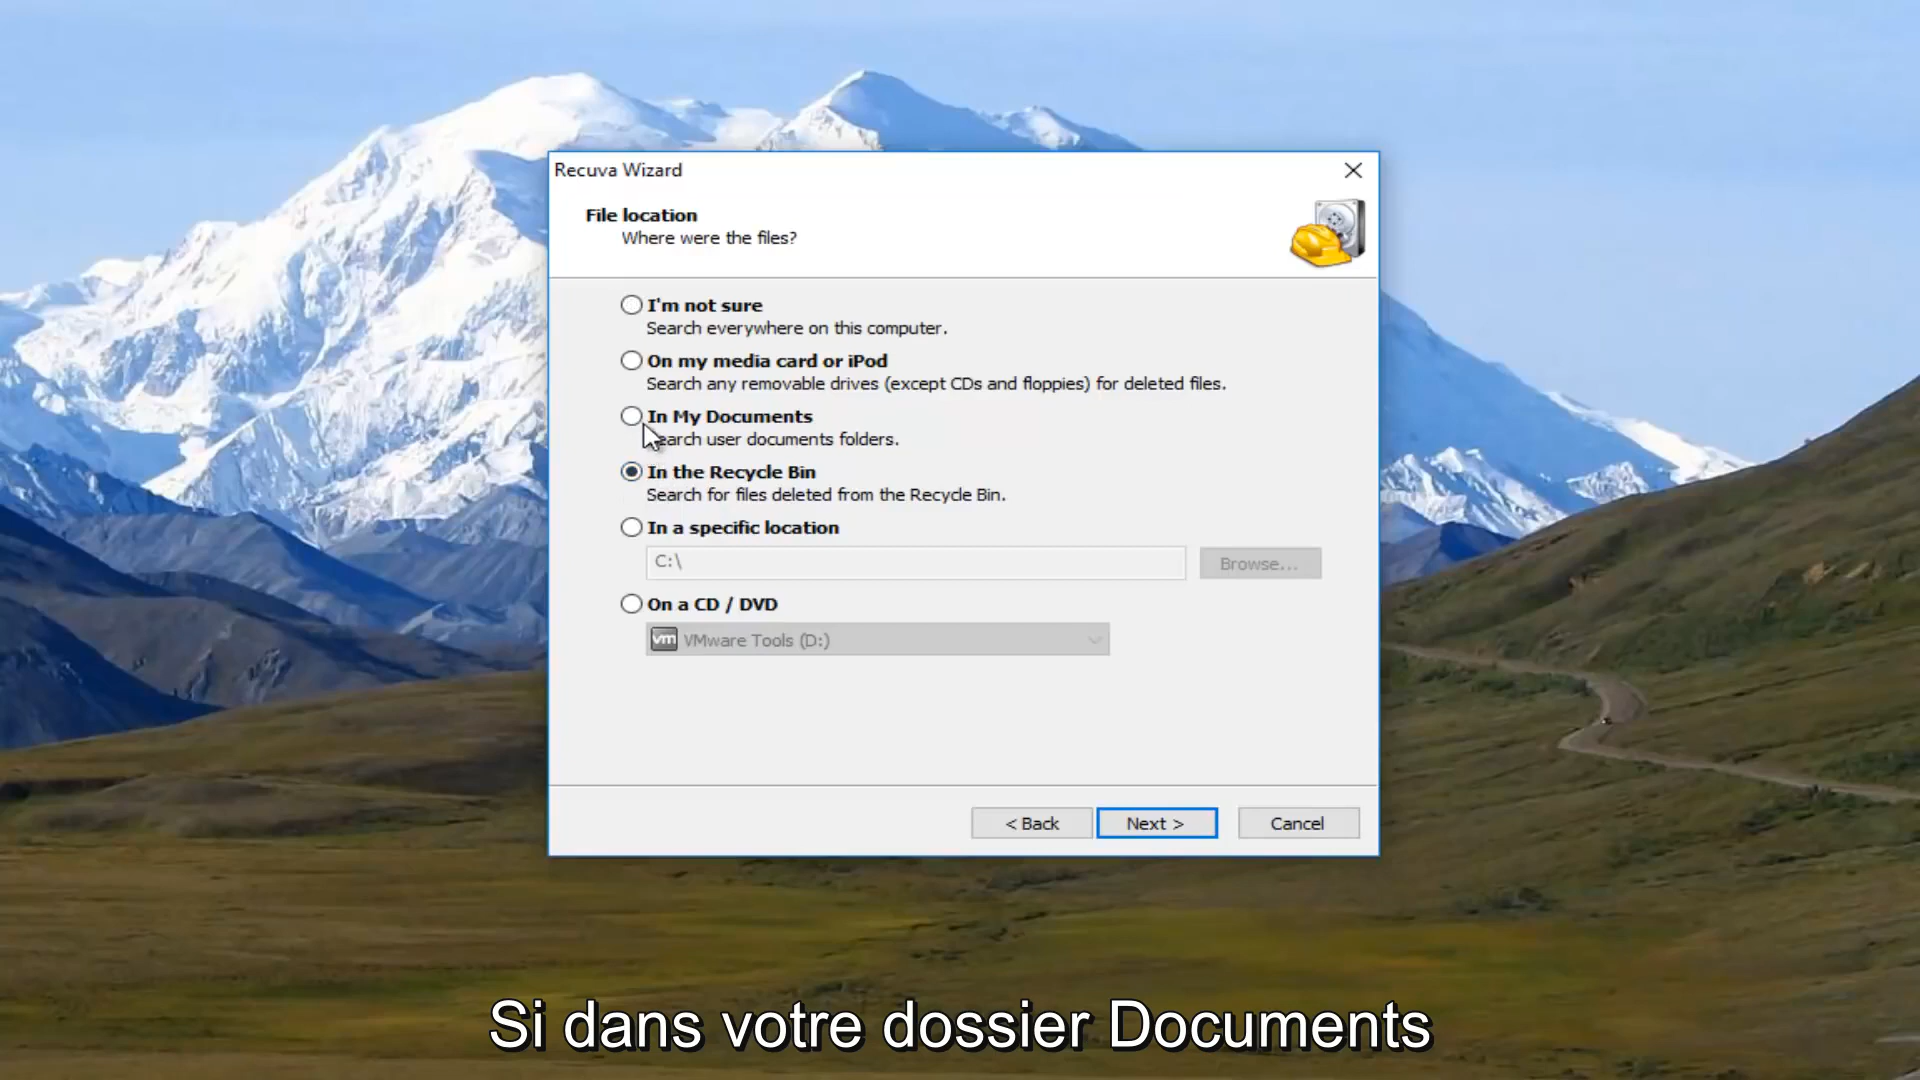 Recuva Wizard
File location
Where were the files?
I'm not sure
Search everywhere on this computer.
On my media card or iPod
Search any removable drives (except CDs and floppies) for deleted files.
In My Documents
Search user documents folders.
In the Recycle Bin
Search for files deleted from the Recycle Bin.
In a specific location
C:\
Browse...
On a CD / DVD
vm VMware Tools (D:)
< Back
Next >
Cancel
Si dans votre dossier Documents